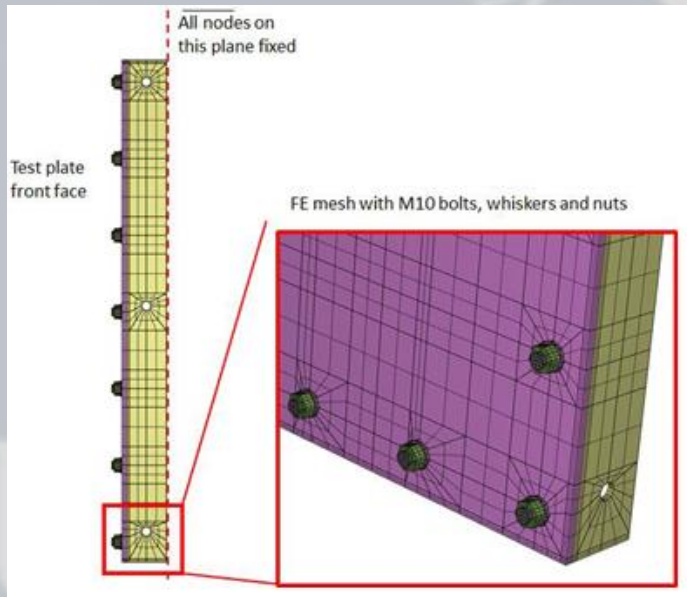 All nodes on
this plane fixed
Test plate
front face
FE mesh with M10 bolts, whiskers and nuts